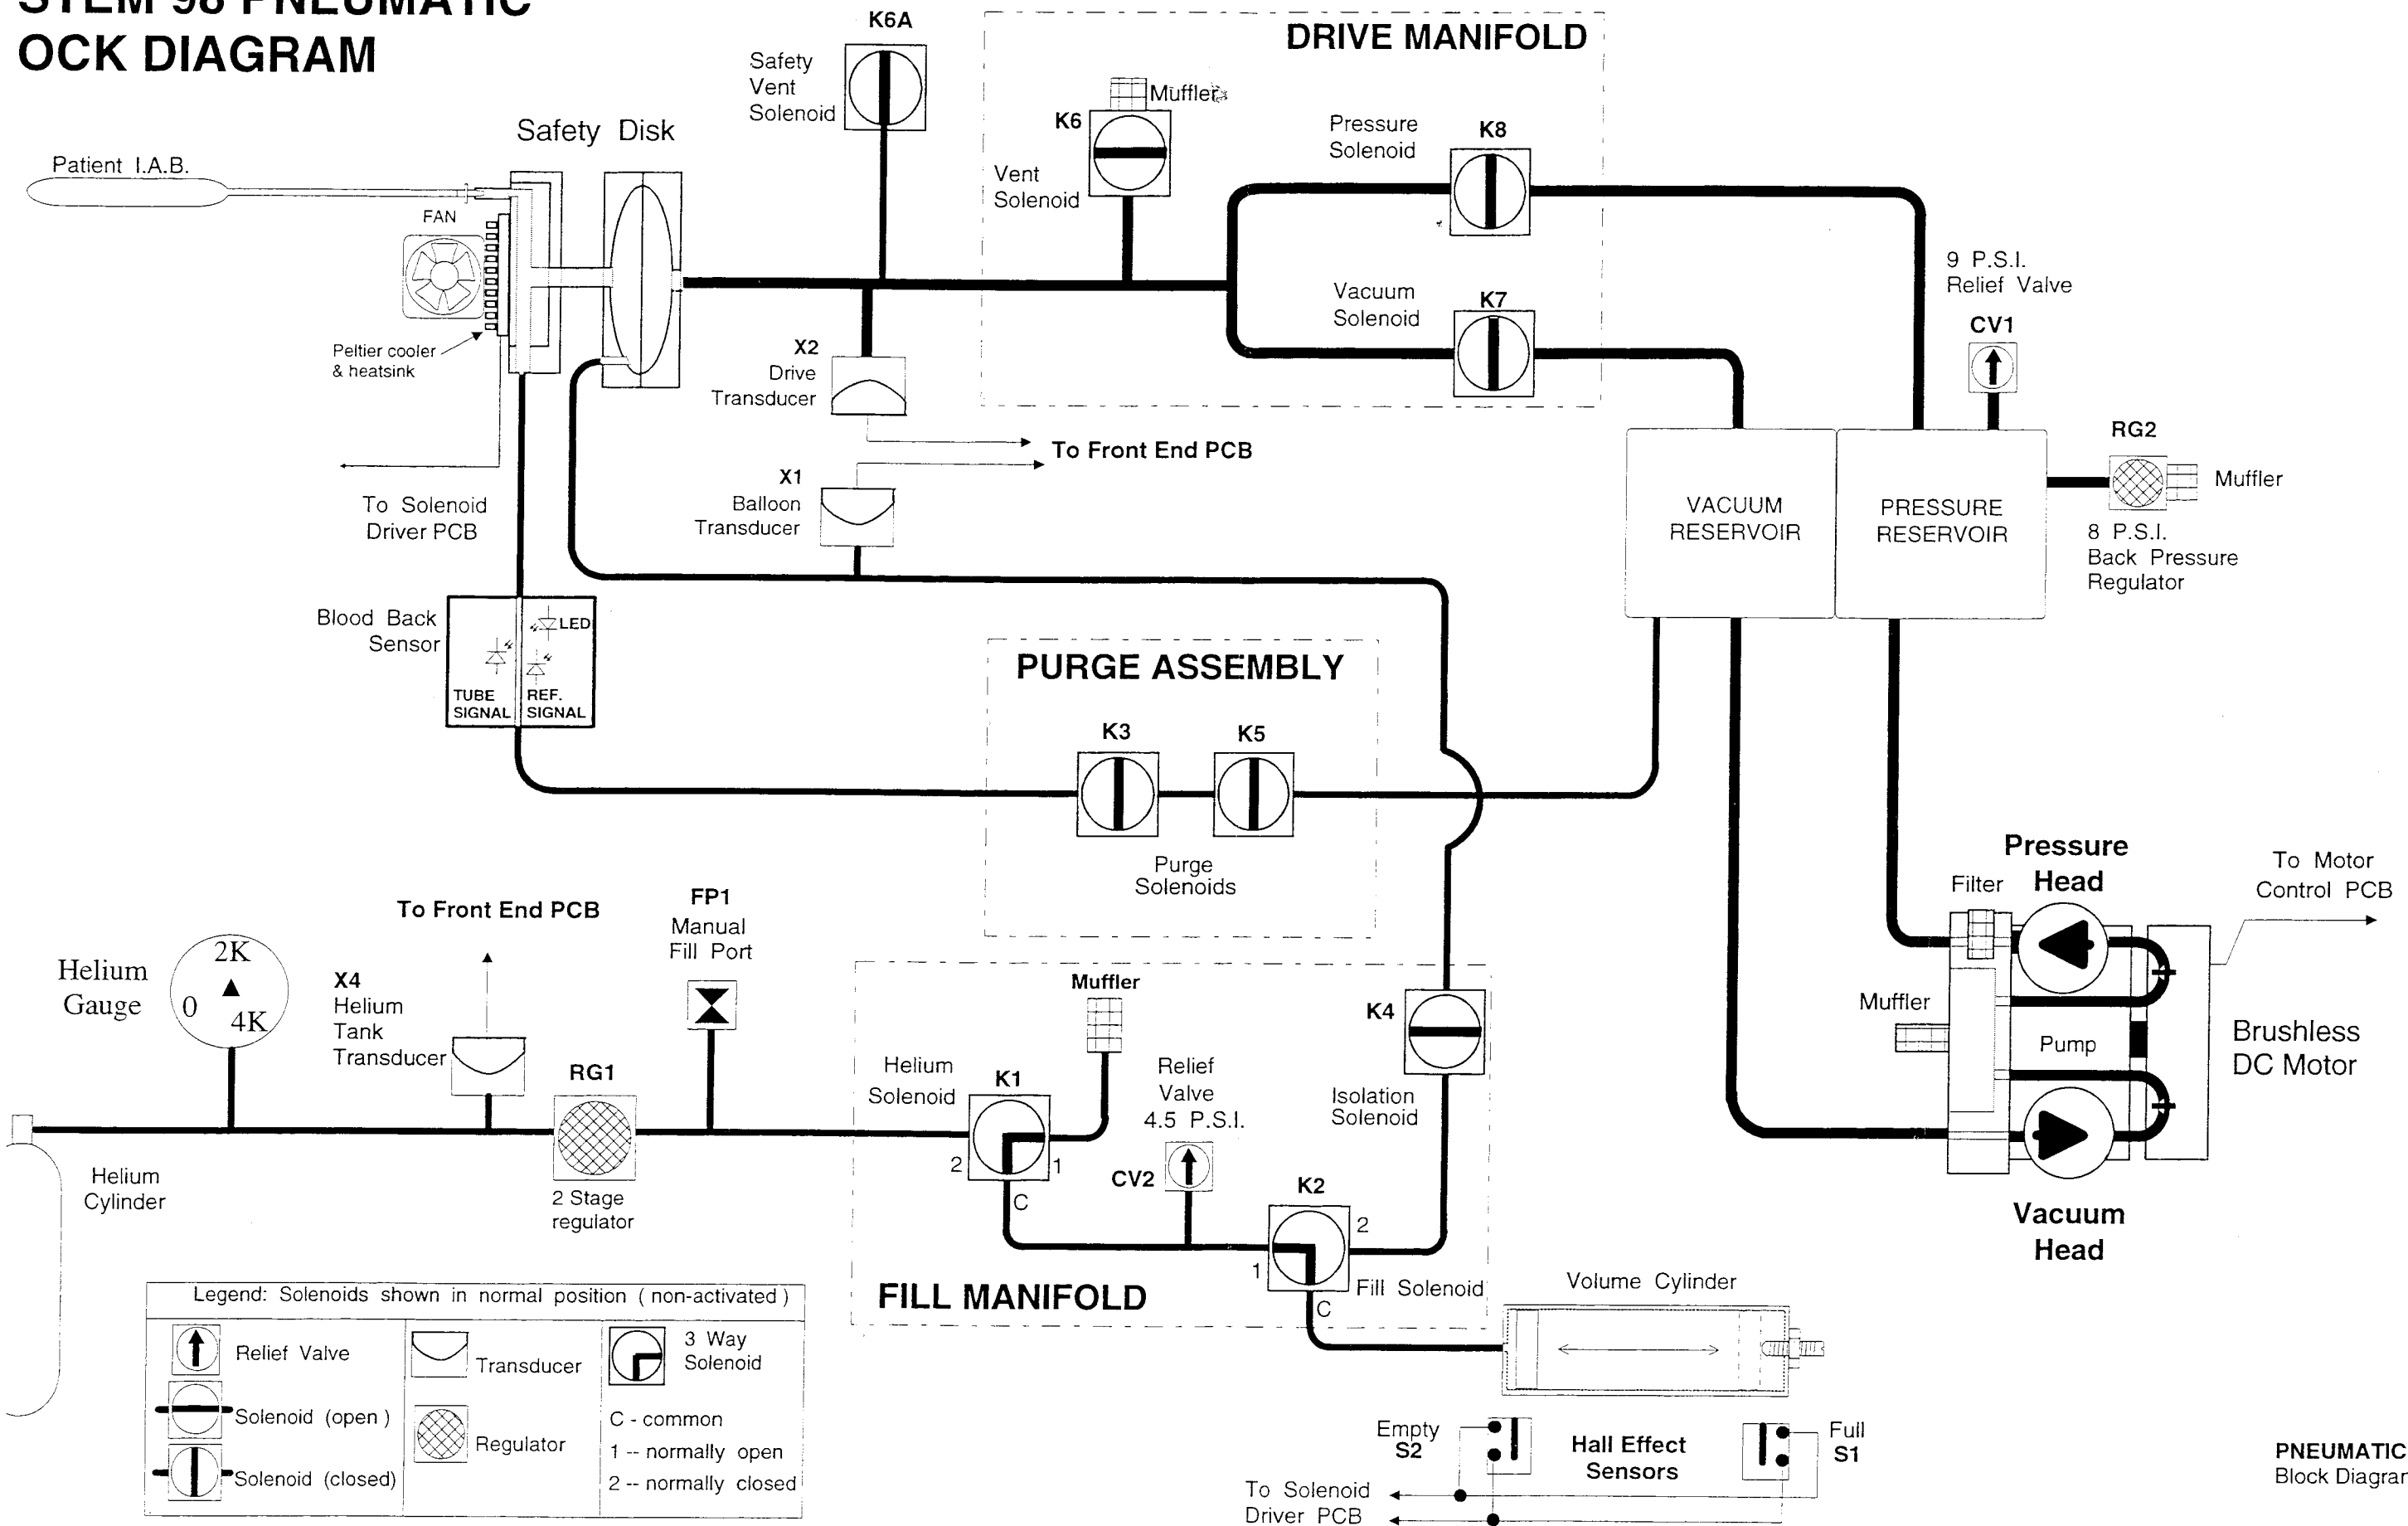 STEM 98 PNEUMATIC
OCK DIAGRAM
K6A
Safety
Vent
Solenoid
DRIVE MANIFOLD
Muffler
K6
Vent
Solenoid
Pressure
Solenoid
K8
Vacuum
Solenoid
K7
Safety Disk
Patient I.A.B.
FAN
Peltier cooler
& heatsink
X2
Drive
Transducer
To Front End PCB
X1
Balloon
Transducer
To Solenoid
Driver PCB
9 P.S.I.
Relief Valve
CV1
RG2
Muffler
8 P.S.I.
Back Pressure
Regulator
VACUUM
RESERVOIR
PRESSURE
RESERVOIR
Blood Back
Sensor
LED
TUBE
SIGNAL
REF.
SIGNAL
PURGE ASSEMBLY
K3
K5
Purge
Solenoids
Pressure
Head
To Motor
Control PCB
Filter
Muffler
Pump
Brushless
DC Motor
Vacuum
Head
To Front End PCB
FP1
Manual
Fill Port
Helium
Gauge
2K
0
4K
X4
Helium
Tank
Transducer
RG1
2 Stage
regulator
Helium
Cylinder
Muffler
K4
Isolation
Solenoid
Helium
Solenoid
K1
2
1
C
Relief
Valve
4.5 P.S.I.
CV2
K2
2
1
C
Fill Solenoid
FILL MANIFOLD
Volume Cylinder
Empty
S2
Hall Effect
Sensors
Full
S1
To Solenoid
Driver PCB
Legend: Solenoids shown in normal position ( non-activated )
Relief Valve
Solenoid (open )
Solenoid (closed)
Transducer
Regulator
3 Way
Solenoid
C - common
1 -- normally open
2 -- normally closed
PNEUMATIC
Block Diagram